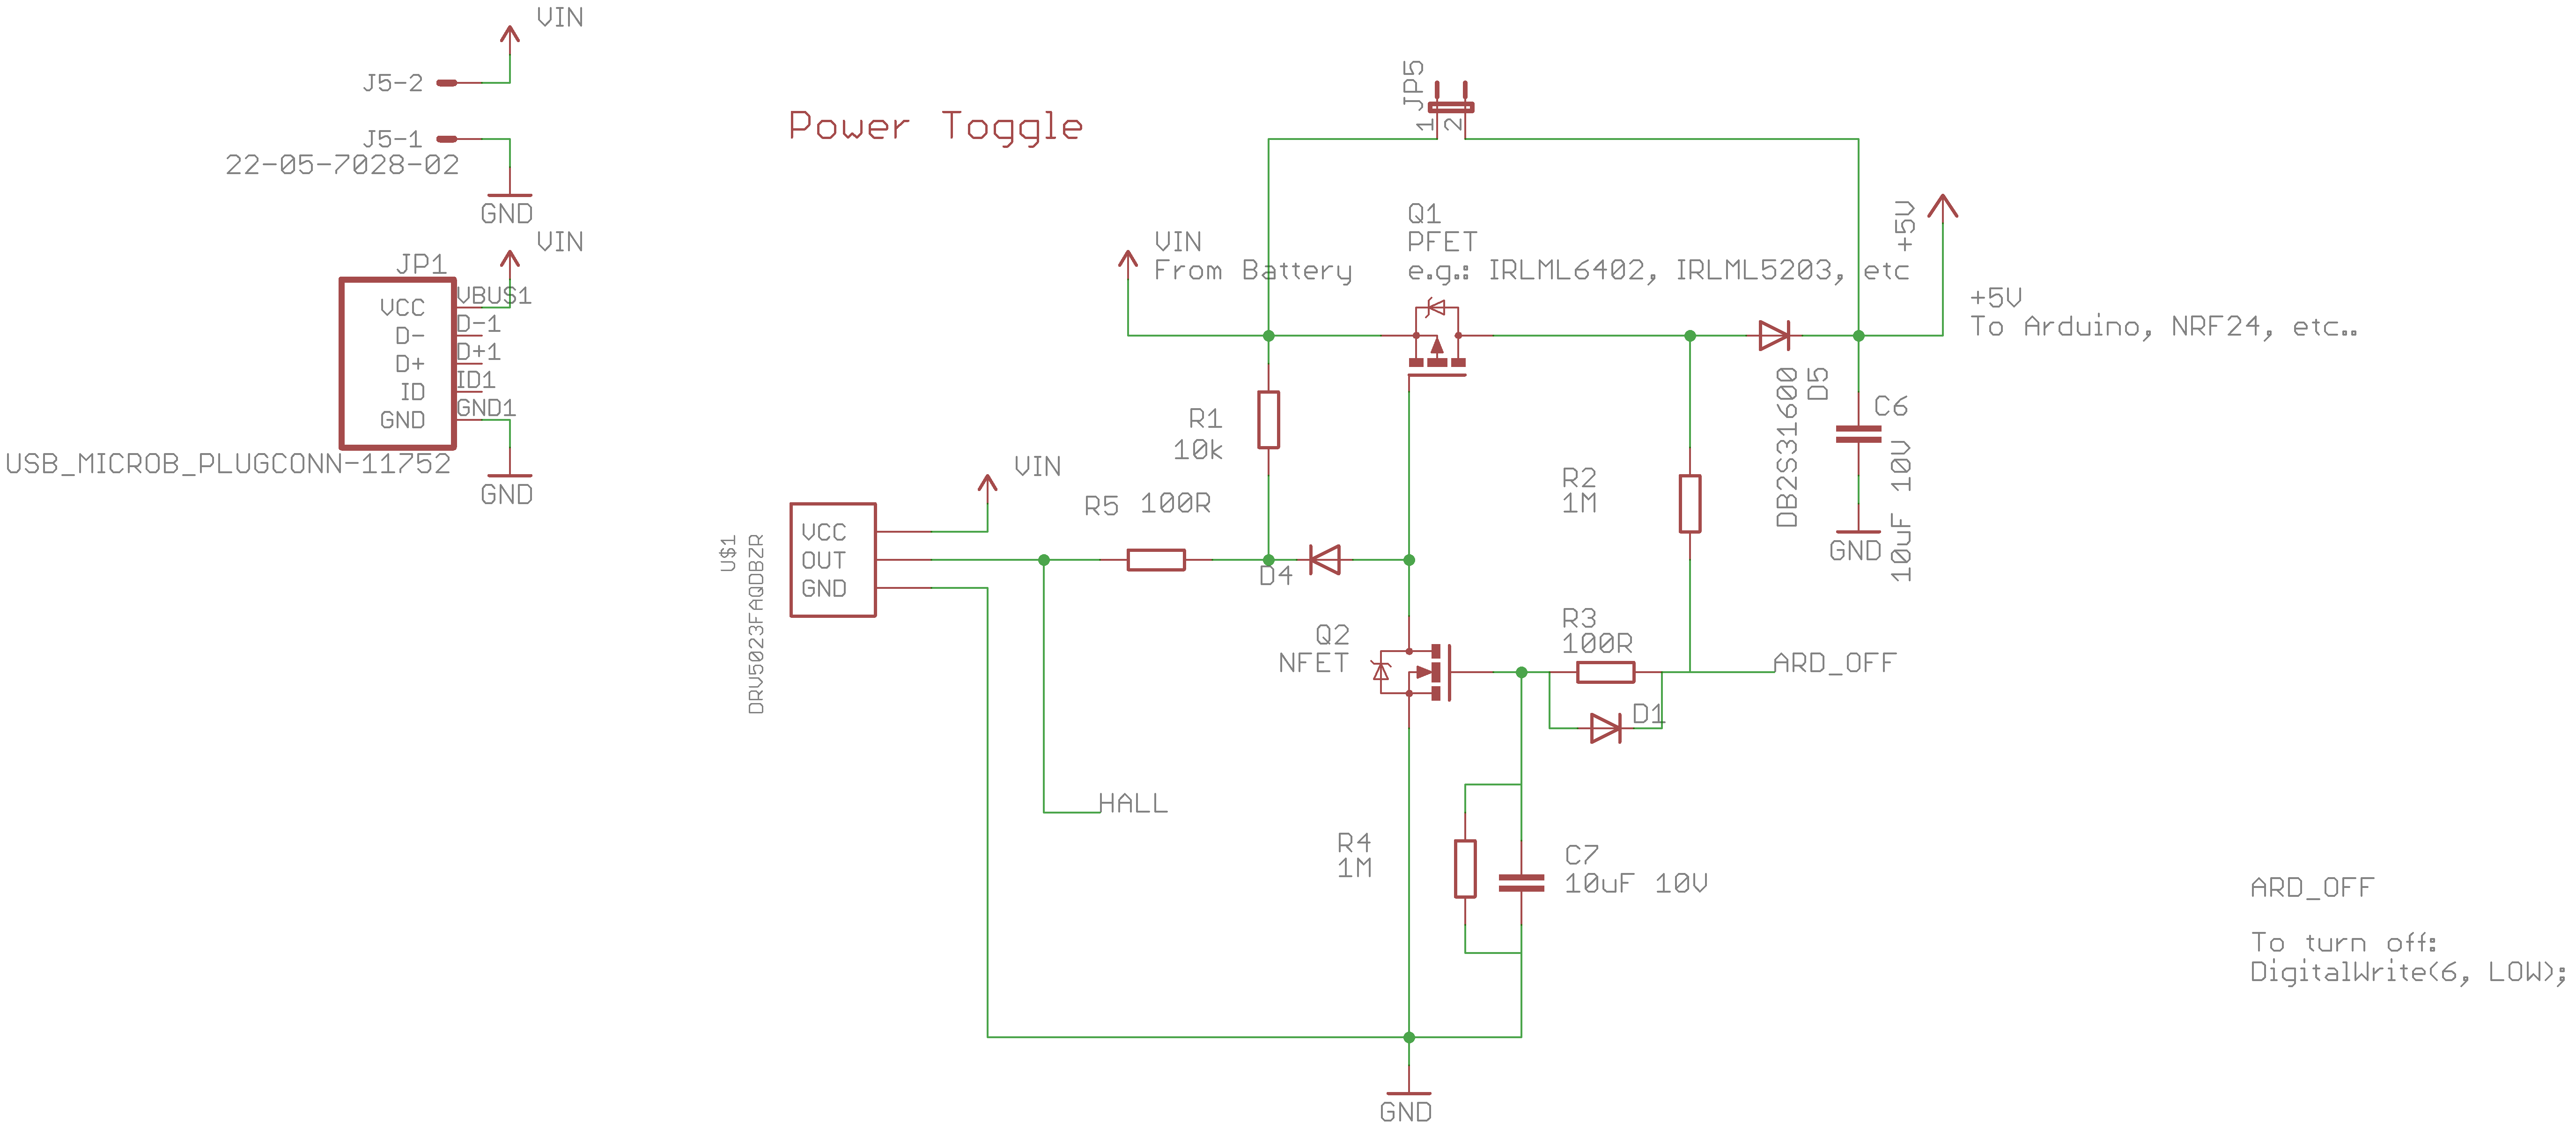 VIN
J5-2
J5-1
22-05-7028-02
GND
VIN
JP1
VCC
VBUS1
D-
D-1
D+
D+1
ID
ID1
GND
GND1
USB_MICROB_PLUGCONN-11752
GND
Power Toggle
JP5
1
2
VIN
From Battery
Q1
PFET
e.g.: IRLML6402, IRLML5203, etc
+5V
+5V
To Arduino, NRF24, etc..
R1
10k
R2
1M
DB2S31600
D5
C6
10uF 10V
GND
VIN
R5 100R
U$1
DRV5023FAQDBZR
VCC
OUT
GND
D4
Q2
NFET
R3
100R
ARD_OFF
D1
HALL
R4
1M
C7
10uF 10V
GND
ARD_OFF
To turn off:
DigitalWrite(6, LOW);